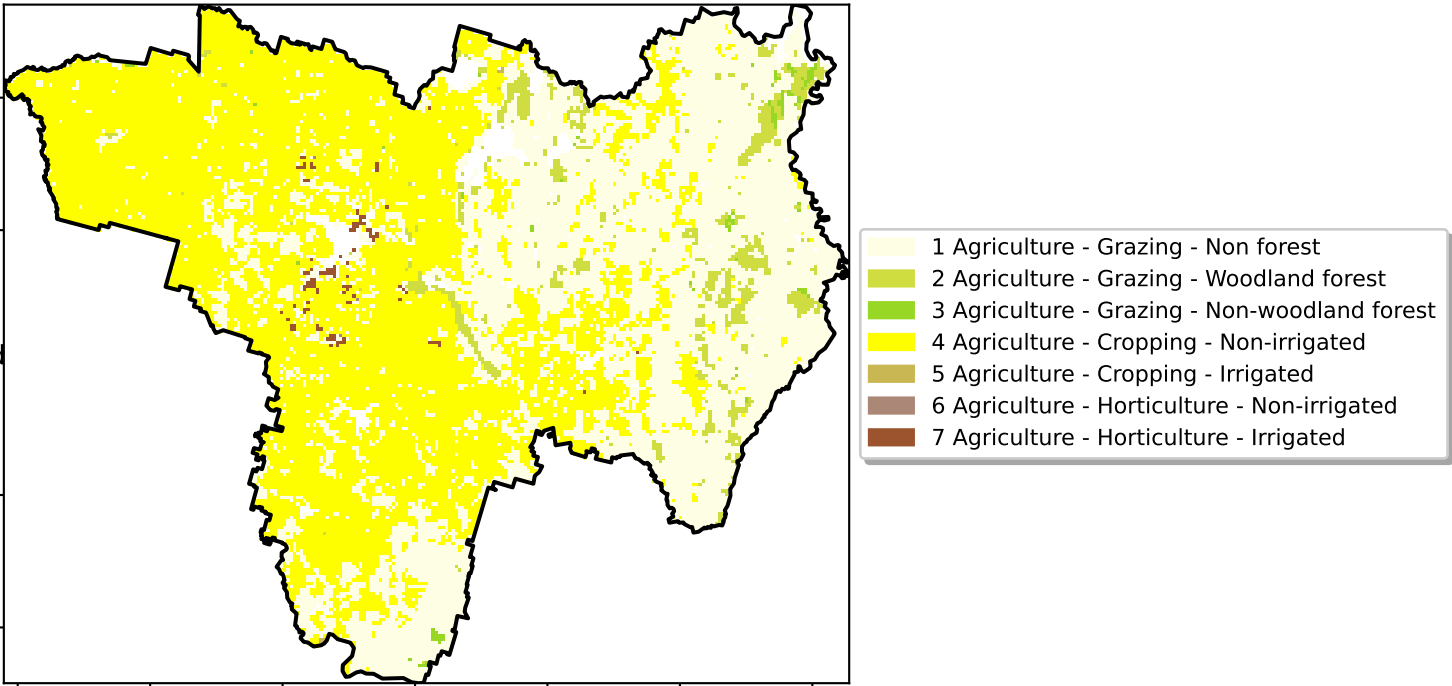 1 Agriculture - Grazing - Non forest
2 Agriculture - Grazing - Woodland forest
3 Agriculture - Grazing - Non-woodland forest
4 Agriculture - Cropping - Non-irrigated
5 Agriculture - Cropping - Irrigated
6 Agriculture - Horticulture - Non-irrigated
7 Agriculture - Horticulture - Irrigated